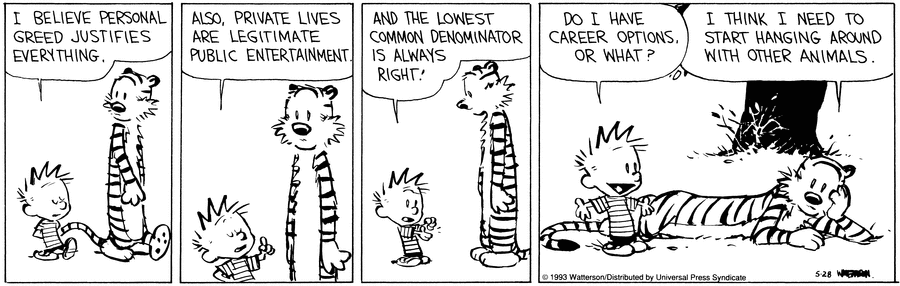 I BELIEVE PERSONAL
GREED JUSTIFIES
EVERYTHING.
ALSO, PRIVATE LIVES
ARE LEGITIMATE
PUBLIC ENTERTAINMENT.
AND THE LOWEST
COMMON DENOMINATOR
IS ALWAYS
RIGHT!
DO I HAVE
CAREER OPTIONS,
OR WHAT?
I THINK I NEED TO
START HANGING AROUND
WITH OTHER ANIMALS.
© 1993 Watterson/Distributed by Universal Press Syndicate
5-28 WATTERSON